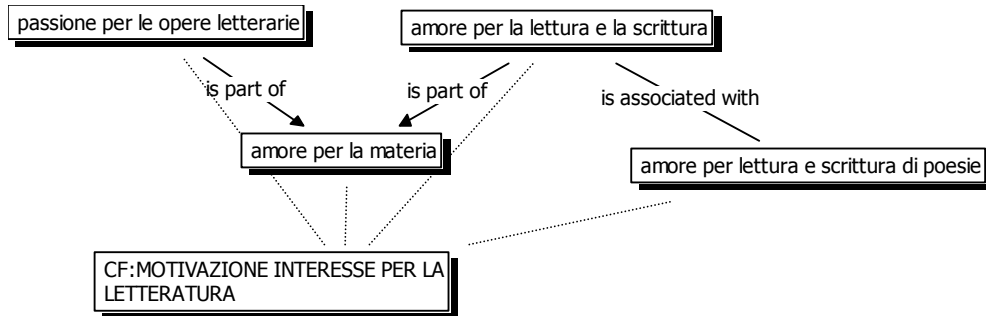 passione per le opere letterarie
amore per la lettura e la scrittura
is part of
is part of
is associated with
amore per la materia
amore per lettura e scrittura di poesie
CF:MOTIVAZIONE INTERESSE PER LA
LETTERATURA